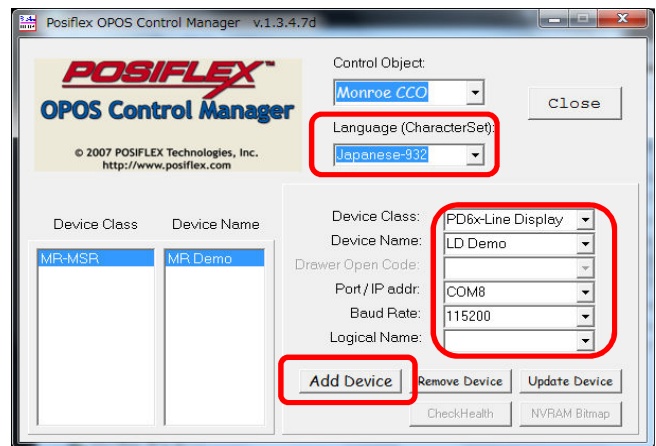 Posiflex OPOS Control Manager v.1.3.4.7d
POSIFLEX™
OPOS Control Manager
© 2007 POSIFLEX Technologies, Inc.
http://www.posiflex.com
Control Object:
Monroe CCO
Close
Language (CharacterSet):
Japanese-932
Device Class Device Name
MR-MSR MR Demo
Device Class: PD6x-Line Display
Device Name: LD Demo
Drawer Open Code:
Port / IP addr: COM8
Baud Rate: 115200
Logical Name:
Add Device Remove Device Update Device
CheckHealth NVRAM Bitmap